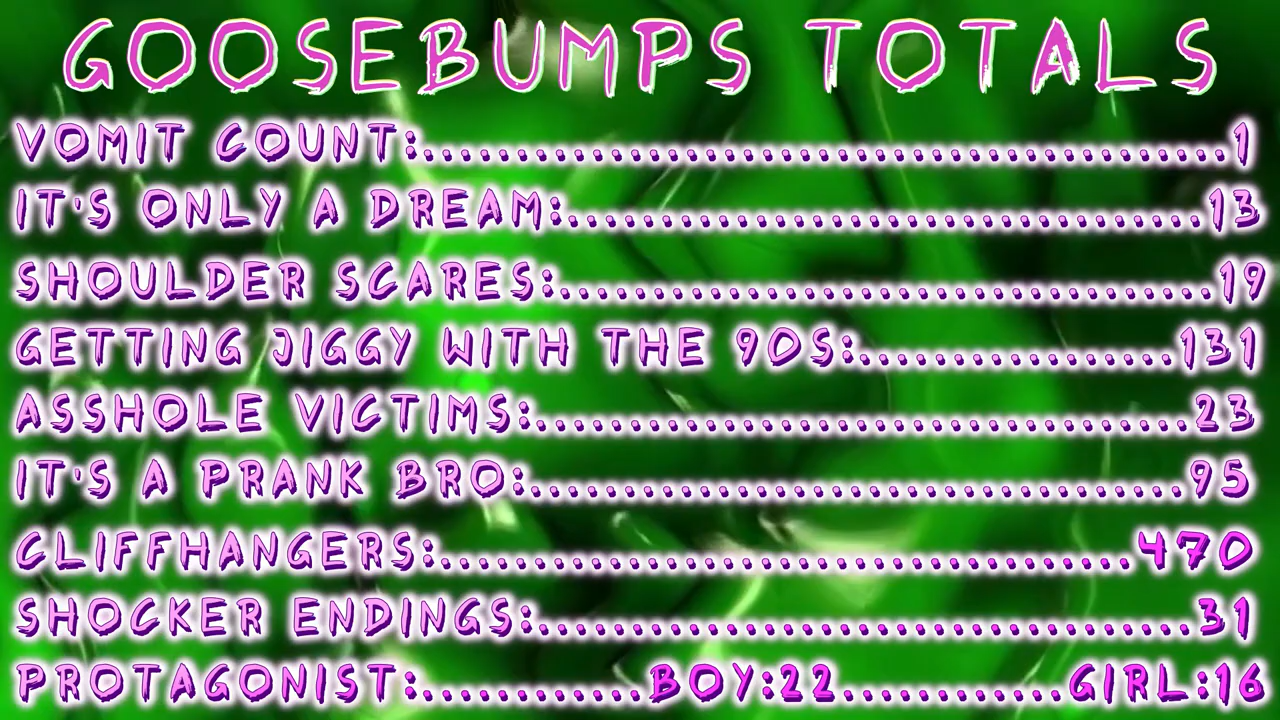 GOOSEBUMPS TOTALS
VOMIT COUNT:..............................................1
IT'S ONLY A DREAM:....................................13
SHOULDER SCARES:.....................................19
GETTING JIGGY WITH THE 90S:..................131
ASSHOLE VICTIMS:.....................................23
IT'S A PRANK BRO:.....................................95
CLIFFHANGERS:.......................................470
SHOCKER ENDINGS:.....................................31
PROTAGONIST:............BOY:22............GIRL:16